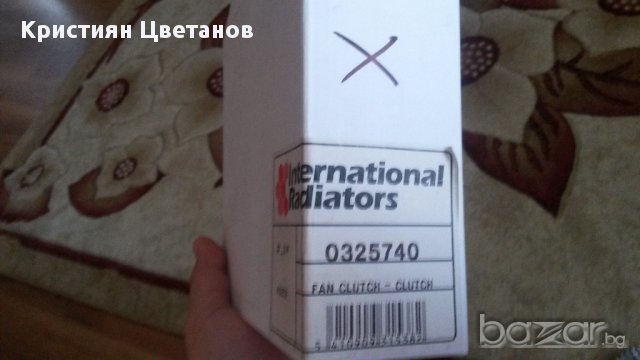 Кристиян Цветанов
International
Radiators
0325740
FAN CLUTCH - CLUTCH
bazar.bg